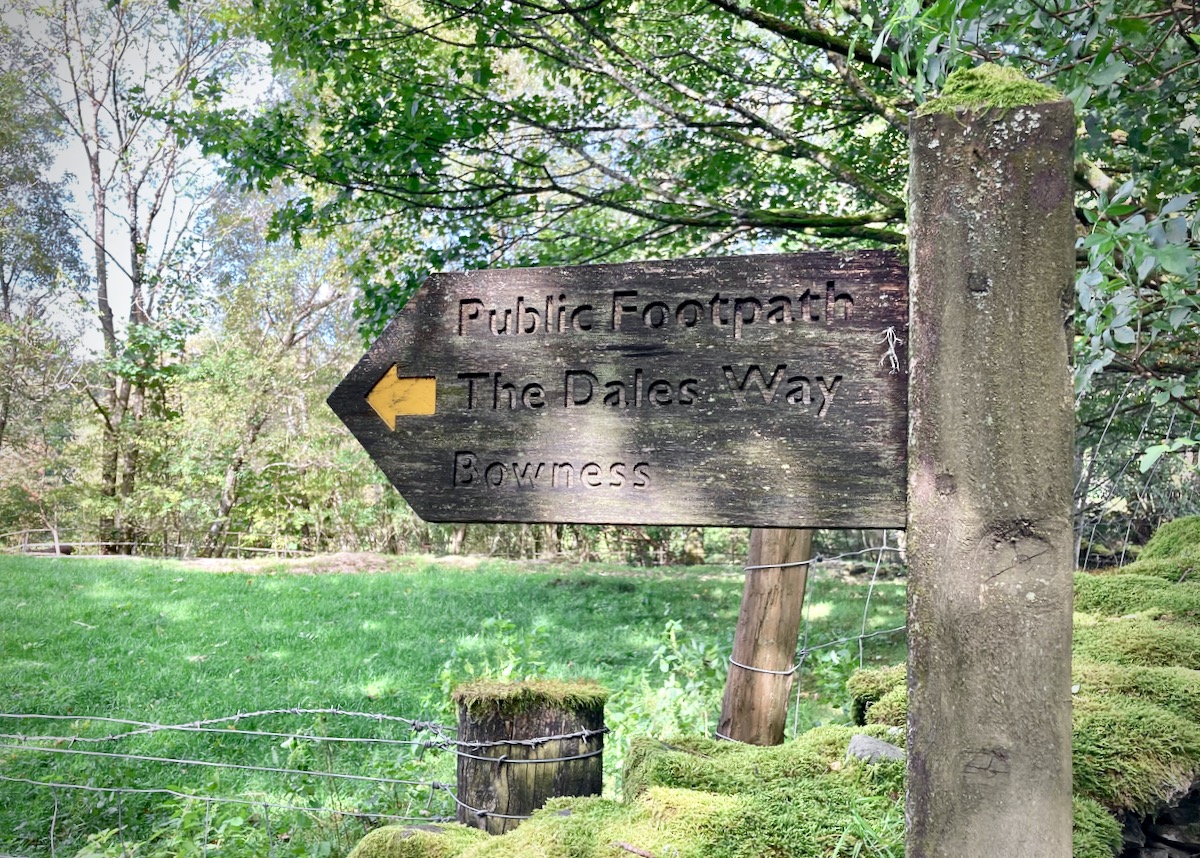 Public Footpath
The Dales Way
Bowness